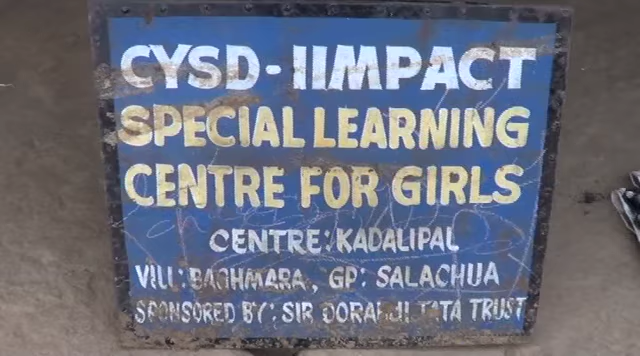 CYSD-IIMPACT
SPECIAL LEARNING
CENTRE FOR GIRLS
CENTRE: KADALIPAL
VILL: BAGHMARA, GP: SALACHUA
SPONSORED BY: SIR DORABJI TATA TRUST